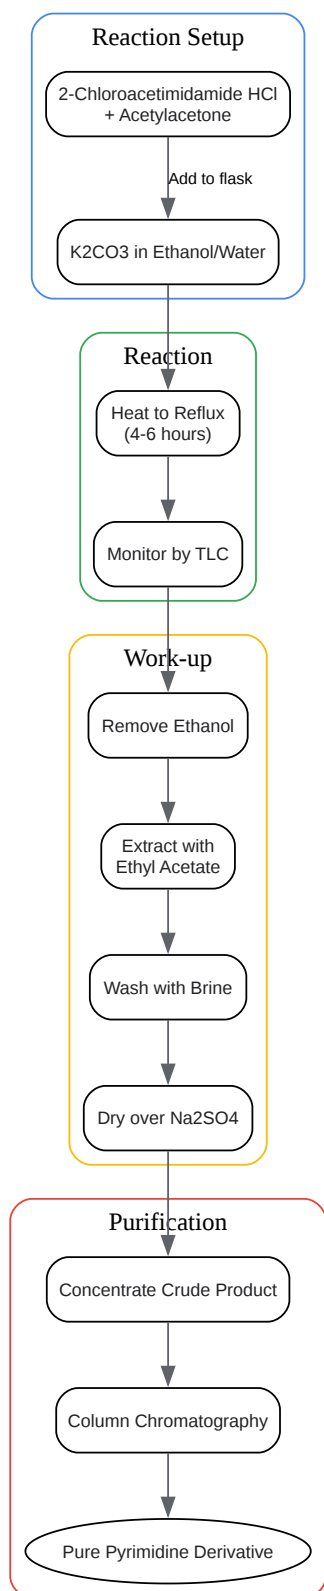 Reaction Setup
2-Chloroacetimidamide HCl
+ Acetylacetone
Add to flask
K2CO3 in Ethanol/Water
Reaction
Heat to Reflux
(4-6 hours)
Monitor by TLC
Work-up
Remove Ethanol
Extract with
Ethyl Acetate
Wash with Brine
Dry over Na2SO4
Purification
Concentrate Crude Product
Column Chromatography
Pure Pyrimidine Derivative